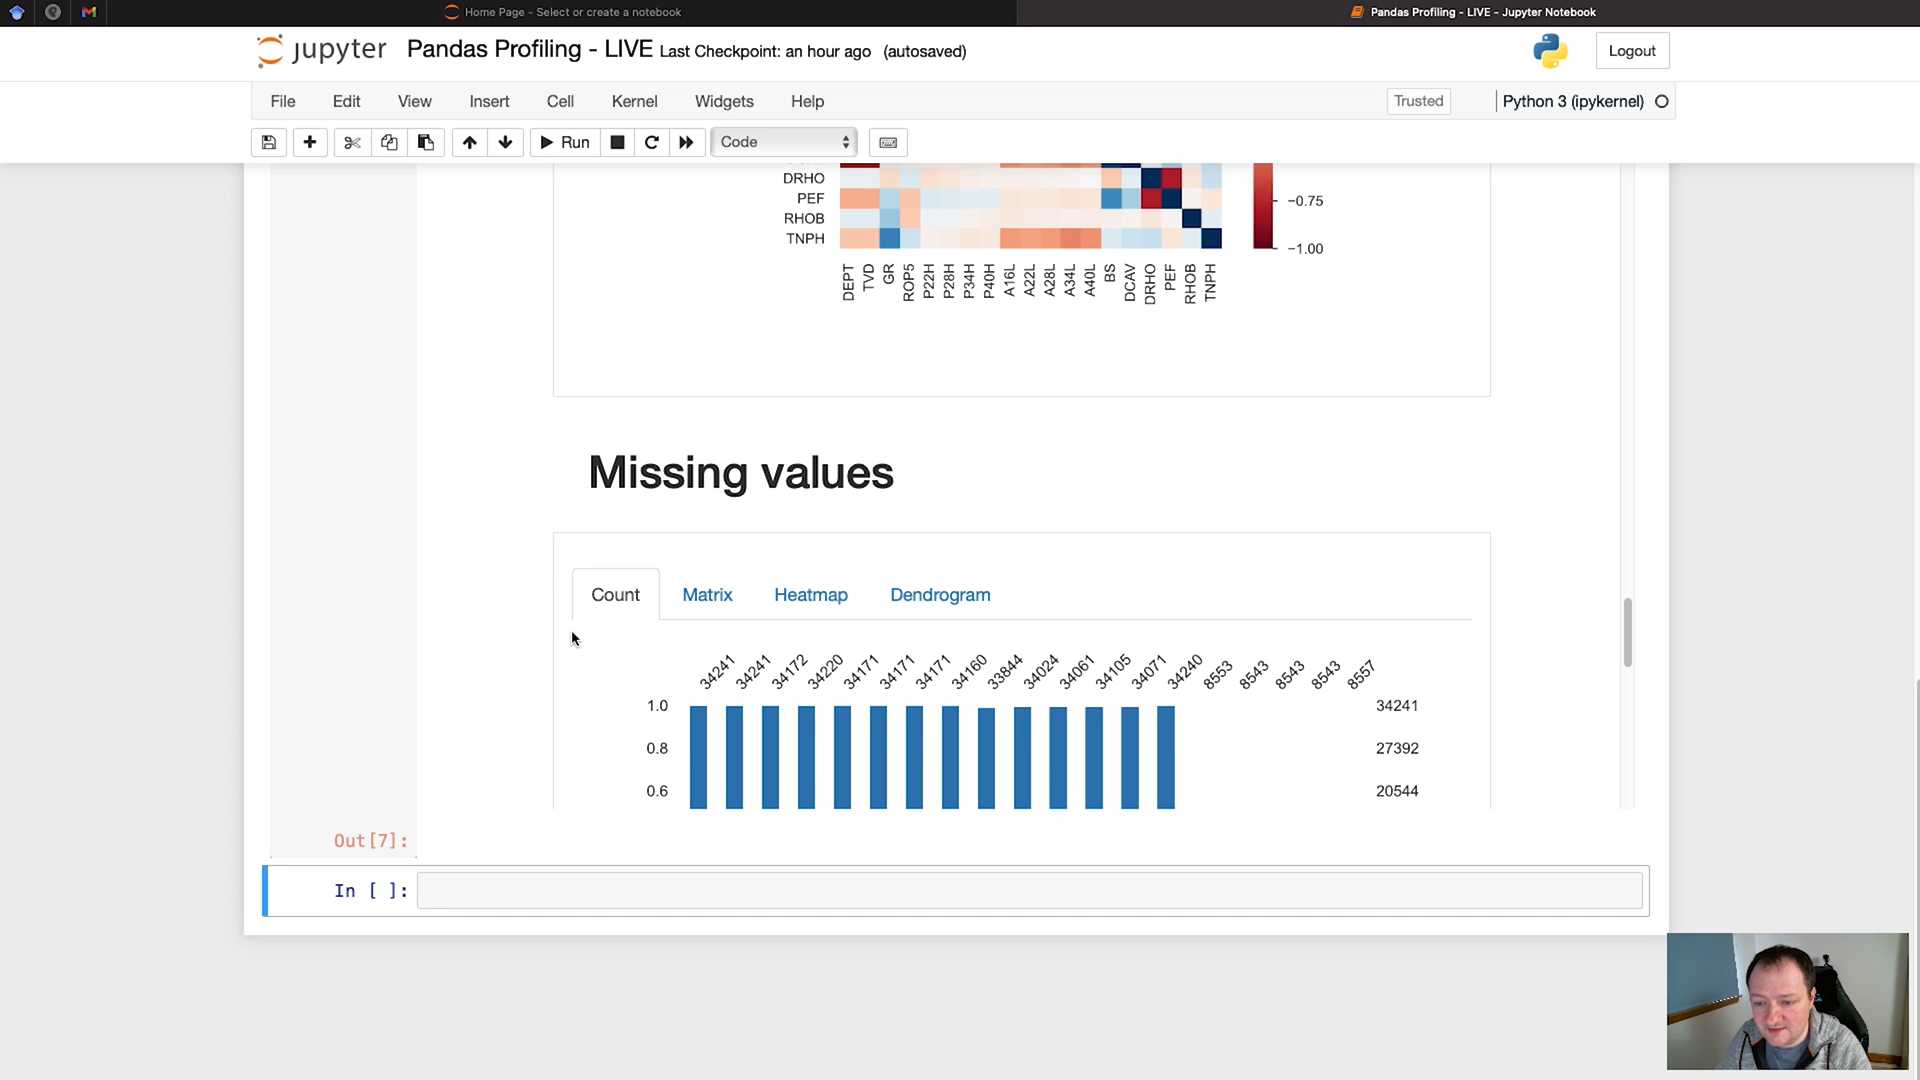 Home Page - Select or create a notebook
Pandas Profiling - LIVE - Jupyter Notebook
jupyter Pandas Profiling - LIVE Last Checkpoint: an hour ago (autosaved)
Logout
File Edit View Insert Cell Kernel Widgets Help
Trusted
Python 3 (ipykernel)
Run
Code
DRHO
PEF
RHOB
TNPH
−0.75
−1.00
DEPT TVD GR ROP5 P22H P28H P34H P40H A16L A22L A28L A34L A40L BS DCAV DRHO PEF RHOB TNPH
Missing values
Count Matrix Heatmap Dendrogram
34241 34241 34172 34220 34171 34171 34171 34160 33844 34024 34061 34105 34071 34240 8553 8543 8543 8543 8557
1.0 34241
0.8 27392
0.6 20544
Out[7]:
In [ ]: